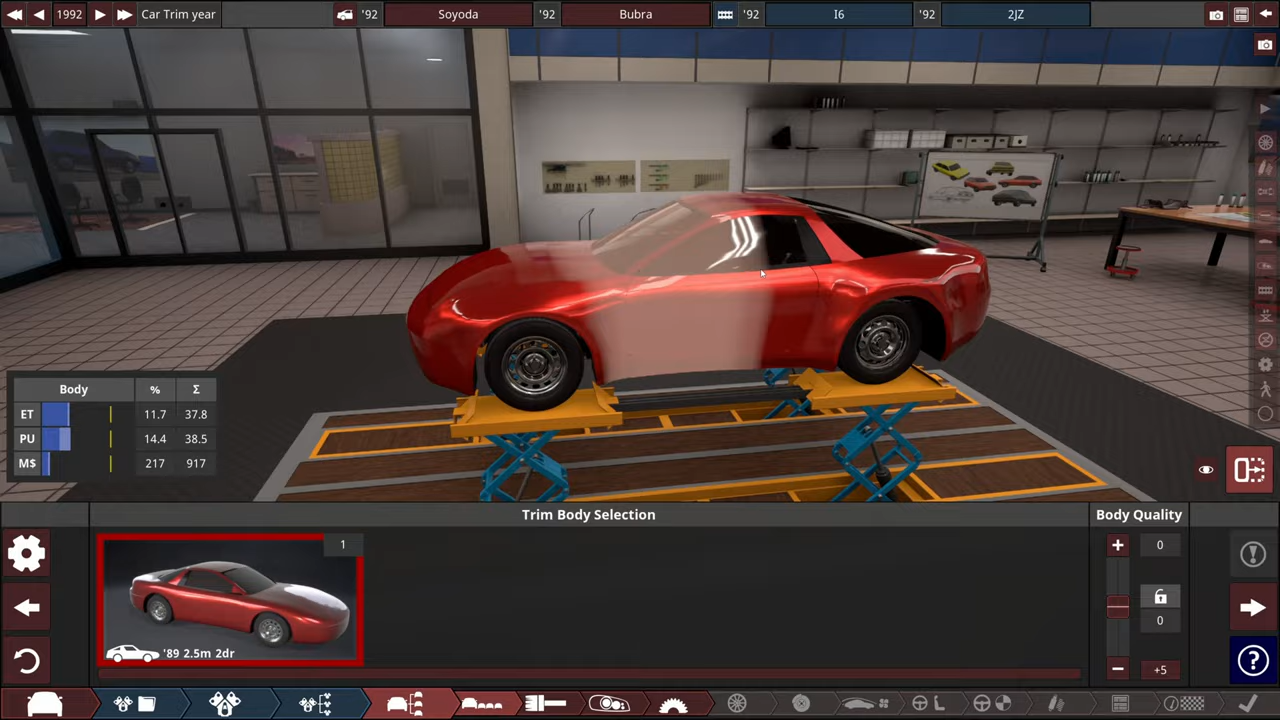 1992 Car Trim year '92 Soyoda '92 Bubra '92 I6 '92 2JZ
Body % Σ
ET 11.7 37.8
PU 14.4 38.5
M$ 217 917
Trim Body Selection
Body Quality
1
'89 2.5m 2dr
+ 0
0
− +5
?